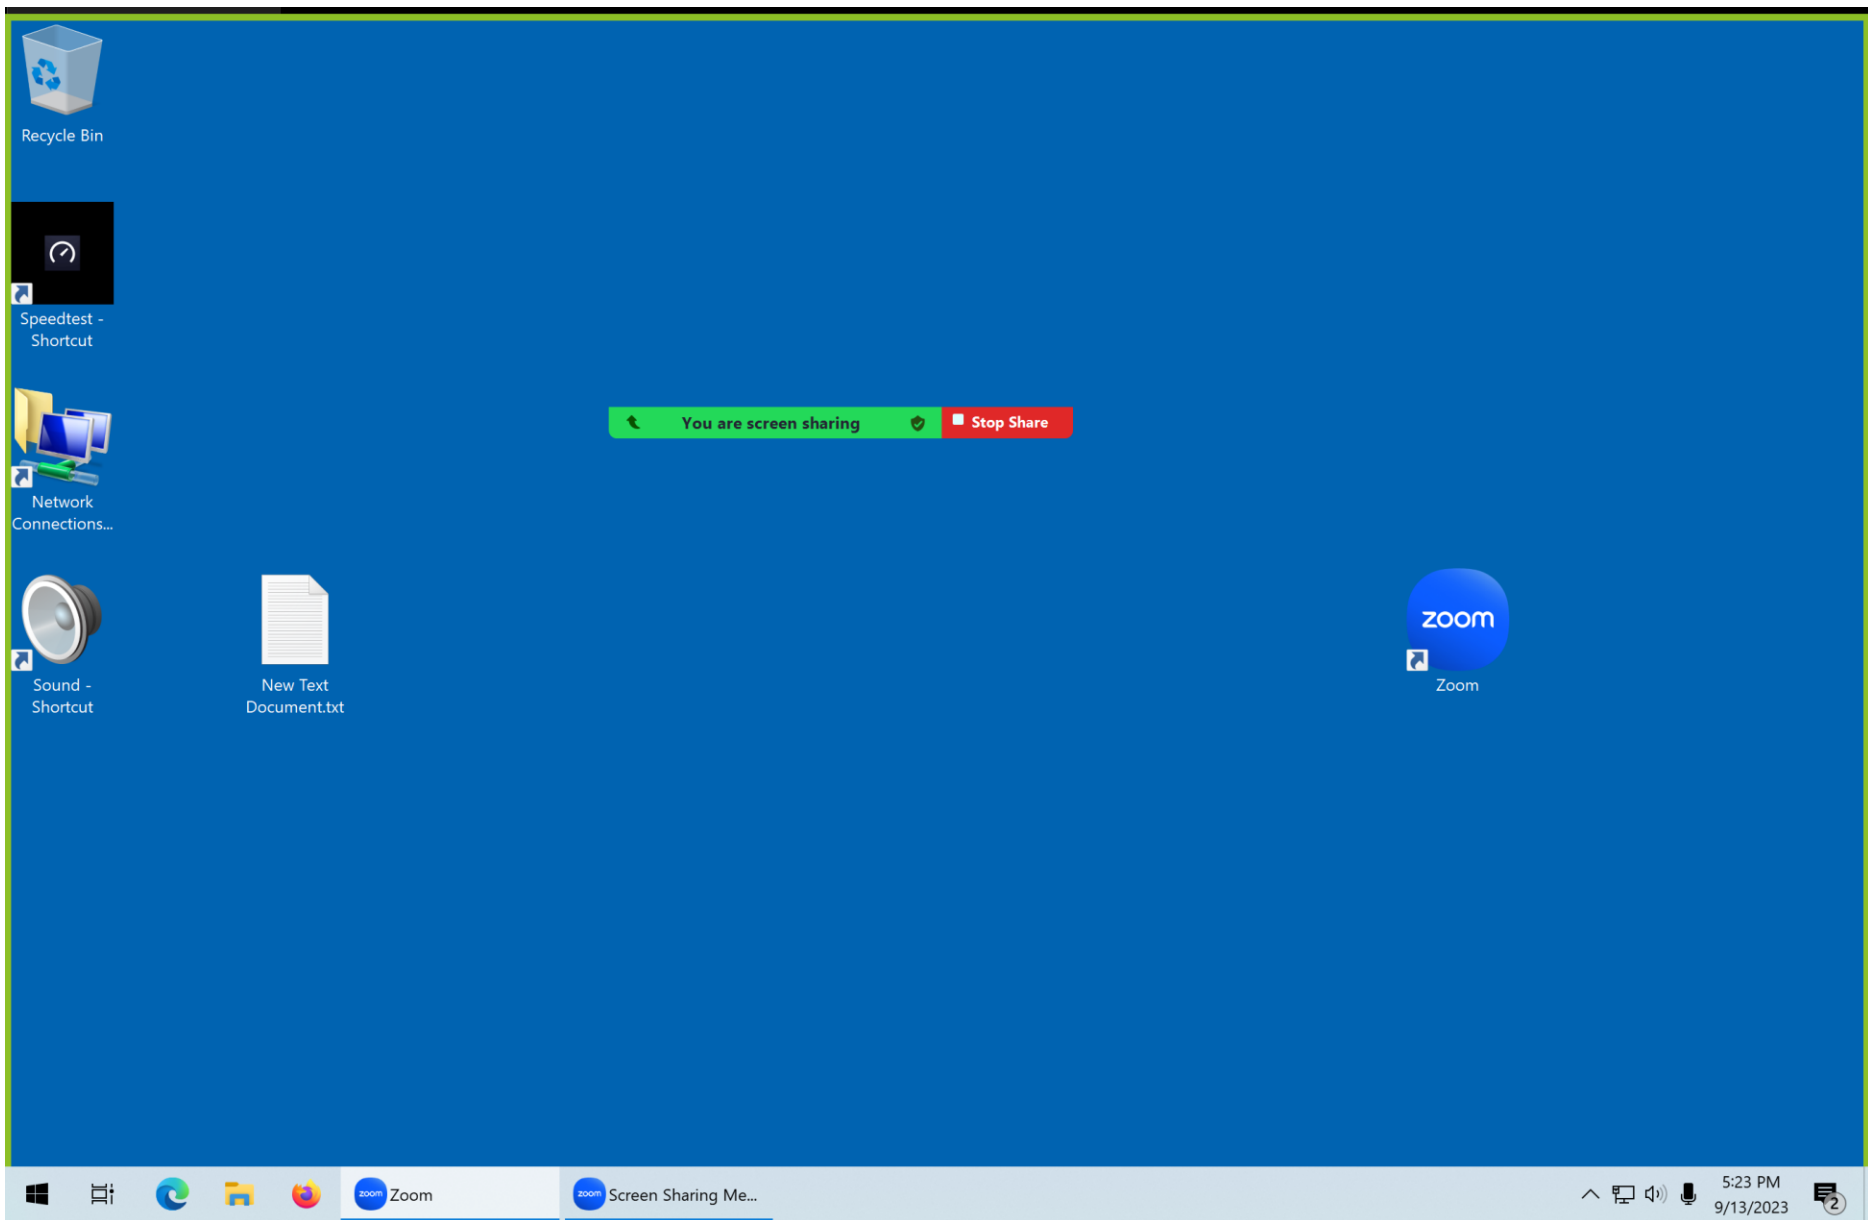 Recycle Bin
Speedtest -
Shortcut
You are screen sharing
Stop Share
Network
Connections...
zoom
Sound -
Shortcut
New Text
Document.txt
Zoom
zoom
Zoom
zoom
Screen Sharing Me...
5:23 PM
9/13/2023
2